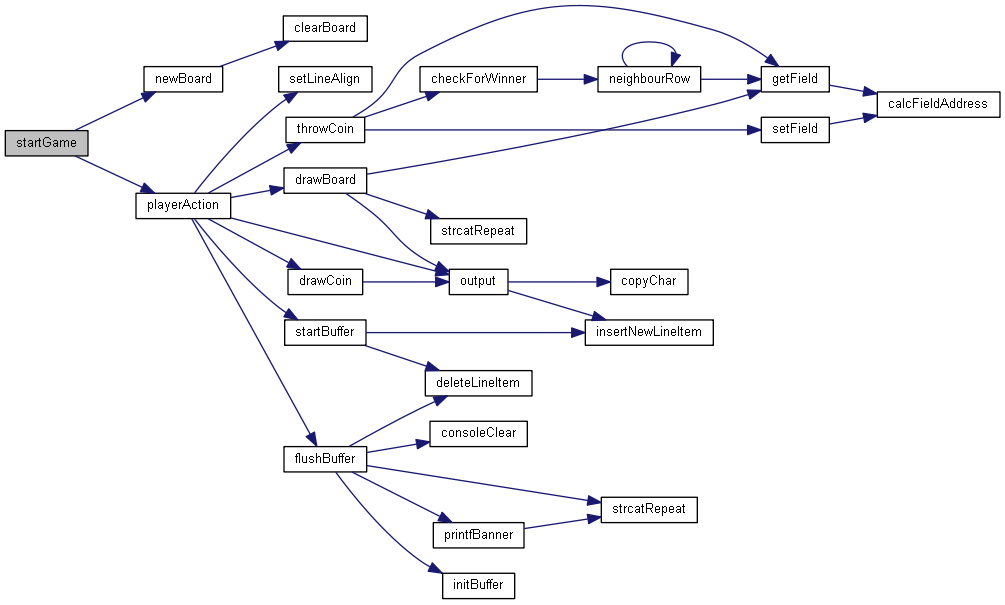 clearBoard
newBoard
setLineAlign
checkForWinner
neighbourRow
getField
calcFieldAddress
startGame
throwCoin
setField
drawBoard
playerAction
strcatRepeat
drawCoin
output
copyChar
startBuffer
insertNewLineItem
deleteLineItem
consoleClear
flushBuffer
strcatRepeat
printfBanner
initBuffer